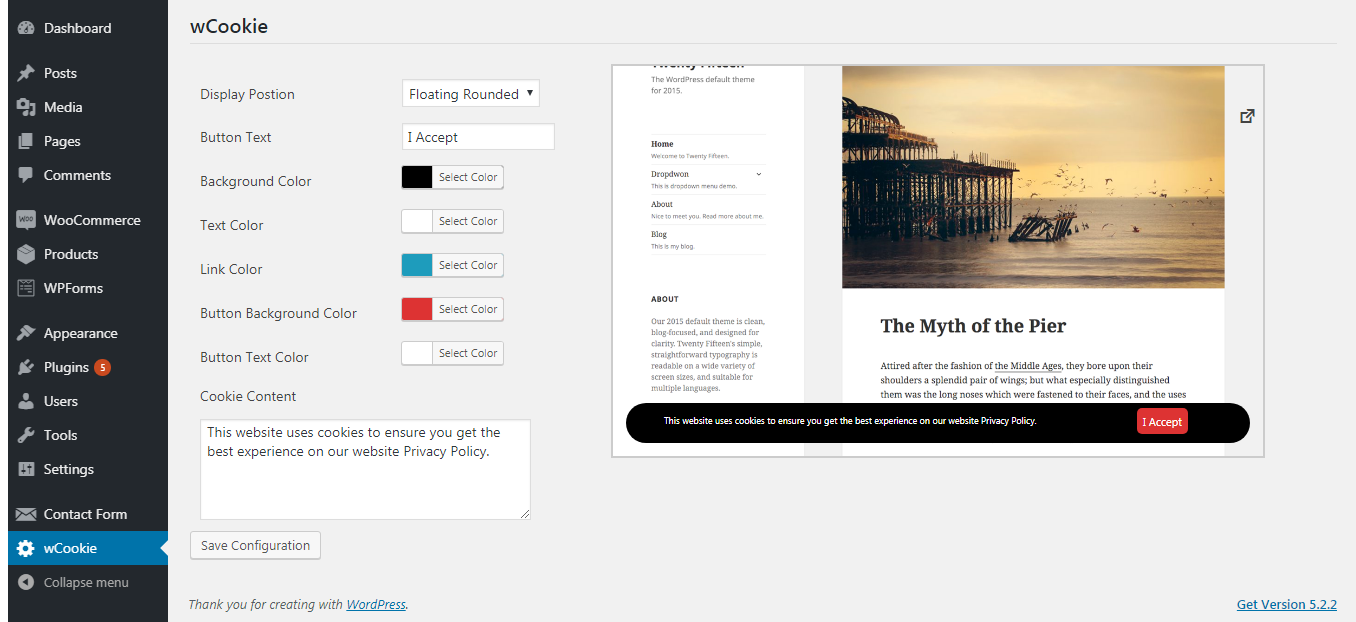 Dashboard
Posts
Media
Pages
Comments
WOO
WooCommerce
Products
WPForms
Appearance
Plugins 5
Users
Tools
Settings
Contact Form
wCookie
Collapse menu
wCookie
Display Postion
Floating Rounded
Button Text
I Accept
Background Color
Select Color
Text Color
Select Color
Link Color
Select Color
Button Background Color
Select Color
Button Text Color
Select Color
Cookie Content
This website uses cookies to ensure you get the
best experience on our website Privacy Policy.
Save Configuration
Twenty Fifteen
The WordPress default theme
for 2015.
Home
Welcome to Twenty Fifteen.
Dropdwon
This is dropdown menu demo.
About
Nice to meet you. Read more about me.
Blog
This is my blog.
ABOUT
Our 2015 default theme is clean,
blog-focused, and designed for
clarity. Twenty Fifteen's simple,
straightforward typography is
readable on a wide variety of
screen sizes, and suitable for
multiple languages.
The Myth of the Pier
Attired after the fashion of the Middle Ages, they bore upon their
shoulders a splendid pair of wings; but what especially distinguished
them was the long noses which were fastened to their faces, and the uses
This website uses cookies to ensure you get the best experience on our website Privacy Policy.
I Accept
Thank you for creating with WordPress.
Get Version 5.2.2